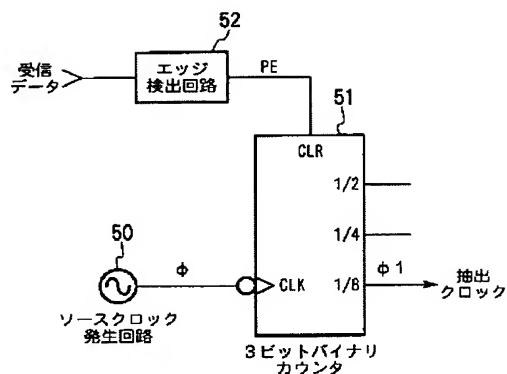 52
受信
データ
エッジ
検出回路
PE
51
CLR
1/2
1/4
50
φ
CLK
1/8
φ1
抽出
クロック
ソースクロック
発生回路
3ビットバイナリ
カウンタ